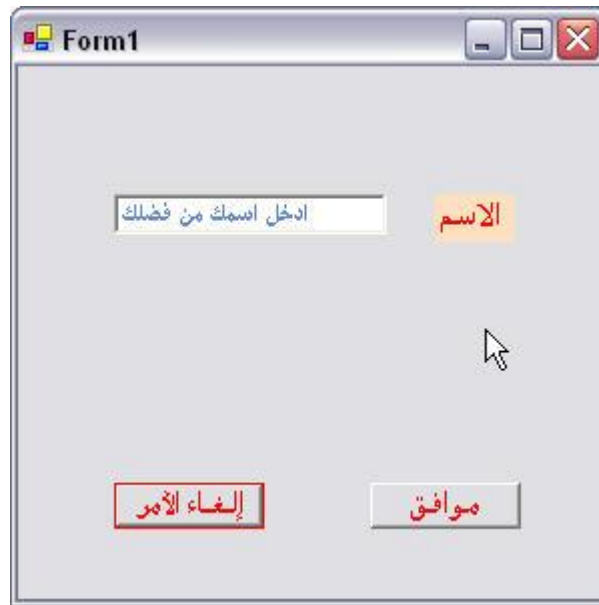 Form1
الاسم
ادخل اسمك من فضلك
موافق
إلغاء الأمر